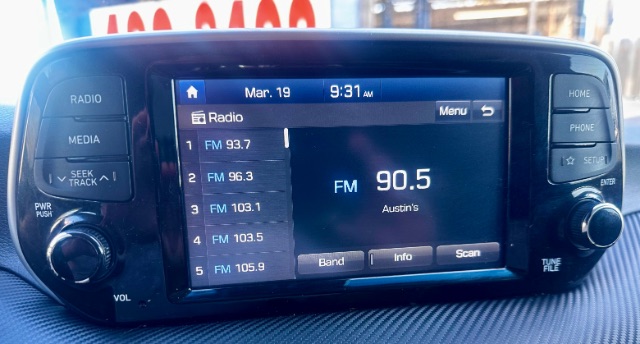 Mar. 19 9:31 AM
Radio Menu
RADIO
MEDIA
SEEK
TRACK
PWR
PUSH
VOL
1 FM 93.7
2 FM 96.3
3 FM 103.1
4 FM 103.5
5 FM 105.9
FM 90.5
Austin's
Band Info Scan
HOME
PHONE
SETUP
ENTER
TUNE
FILE